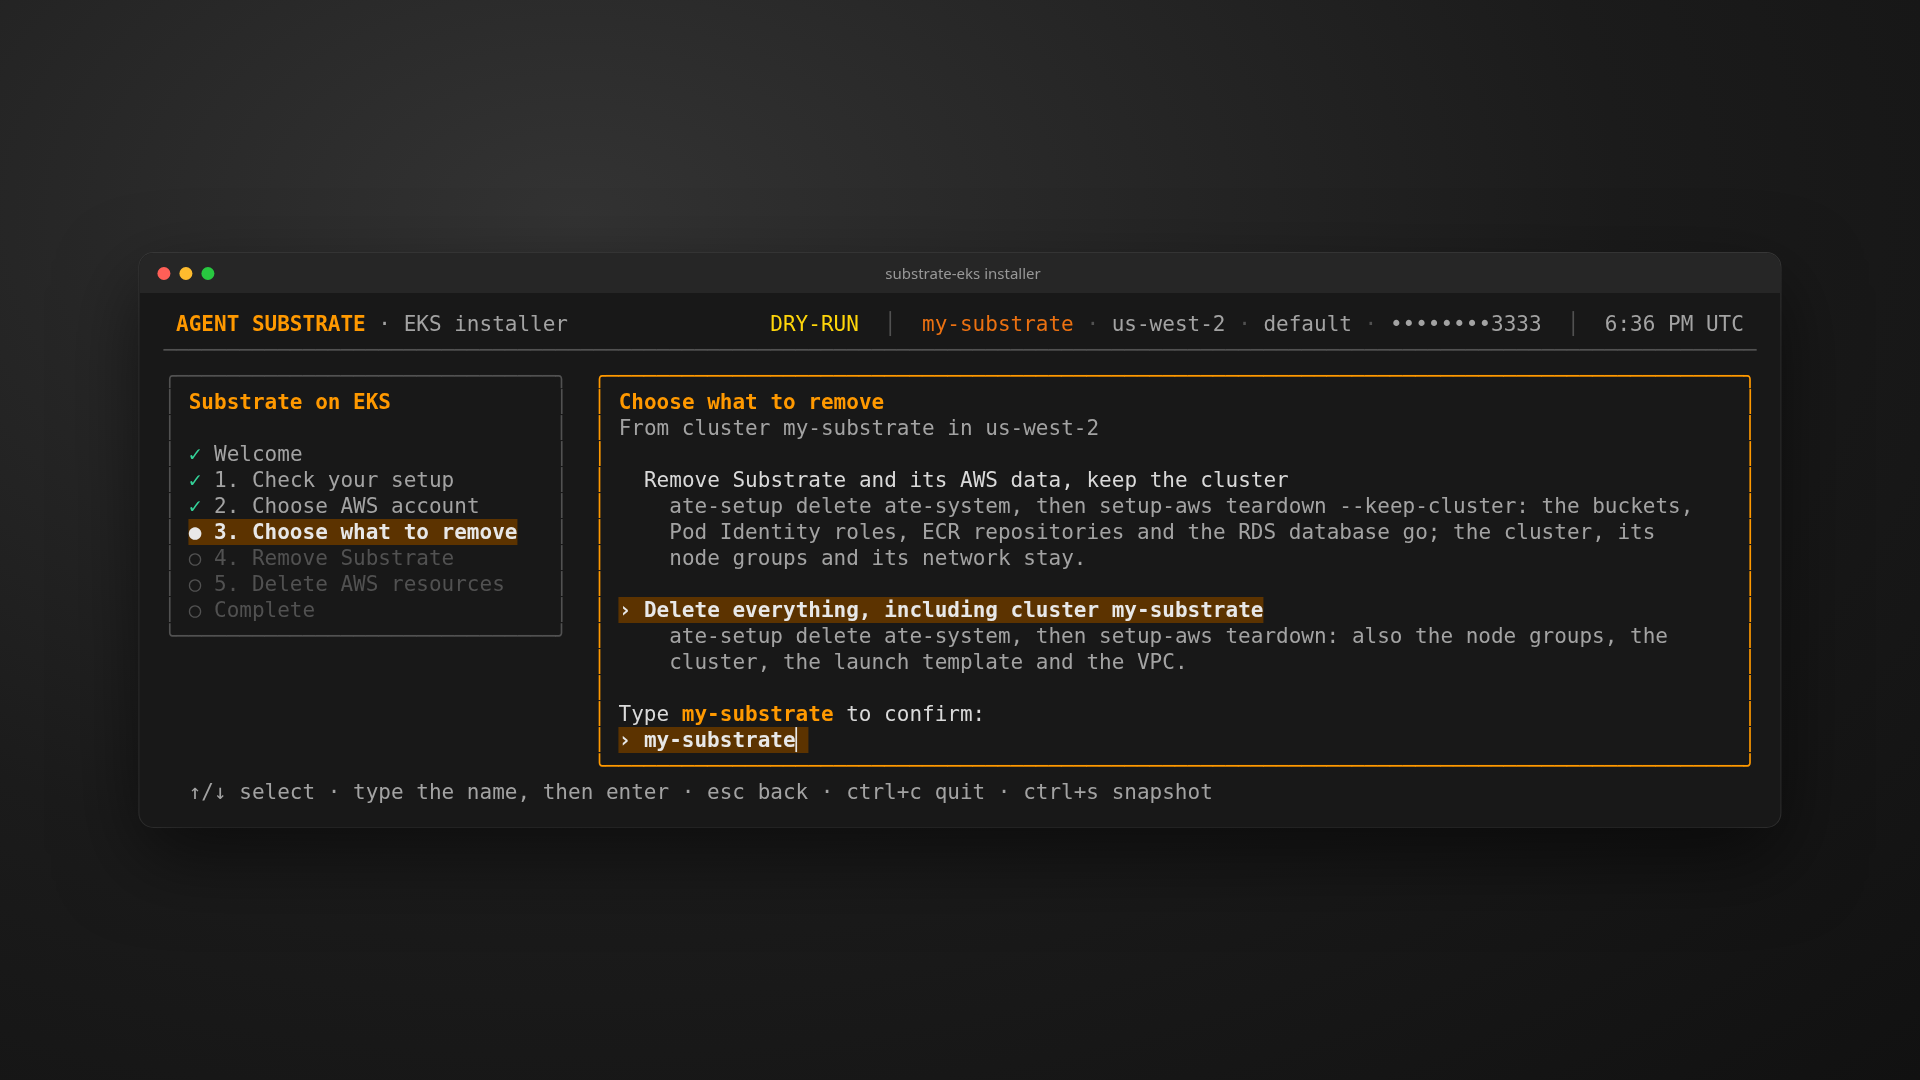 substrate-eks installer
AGENT SUBSTRATE · EKS installer DRY-RUN │ my-substrate · us-west-2 · default · ••••••••3333 │ 6:36 PM UTC
Substrate on EKS
✓ Welcome
✓ 1. Check your setup
✓ 2. Choose AWS account
● 3. Choose what to remove
○ 4. Remove Substrate
○ 5. Delete AWS resources
○ Complete
Choose what to remove
From cluster my-substrate in us-west-2
Remove Substrate and its AWS data, keep the cluster
ate-setup delete ate-system, then setup-aws teardown --keep-cluster: the buckets,
Pod Identity roles, ECR repositories and the RDS database go; the cluster, its
node groups and its network stay.
› Delete everything, including cluster my-substrate
ate-setup delete ate-system, then setup-aws teardown: also the node groups, the
cluster, the launch template and the VPC.
Type my-substrate to confirm:
› my-substrate
↑/↓ select · type the name, then enter · esc back · ctrl+c quit · ctrl+s snapshot